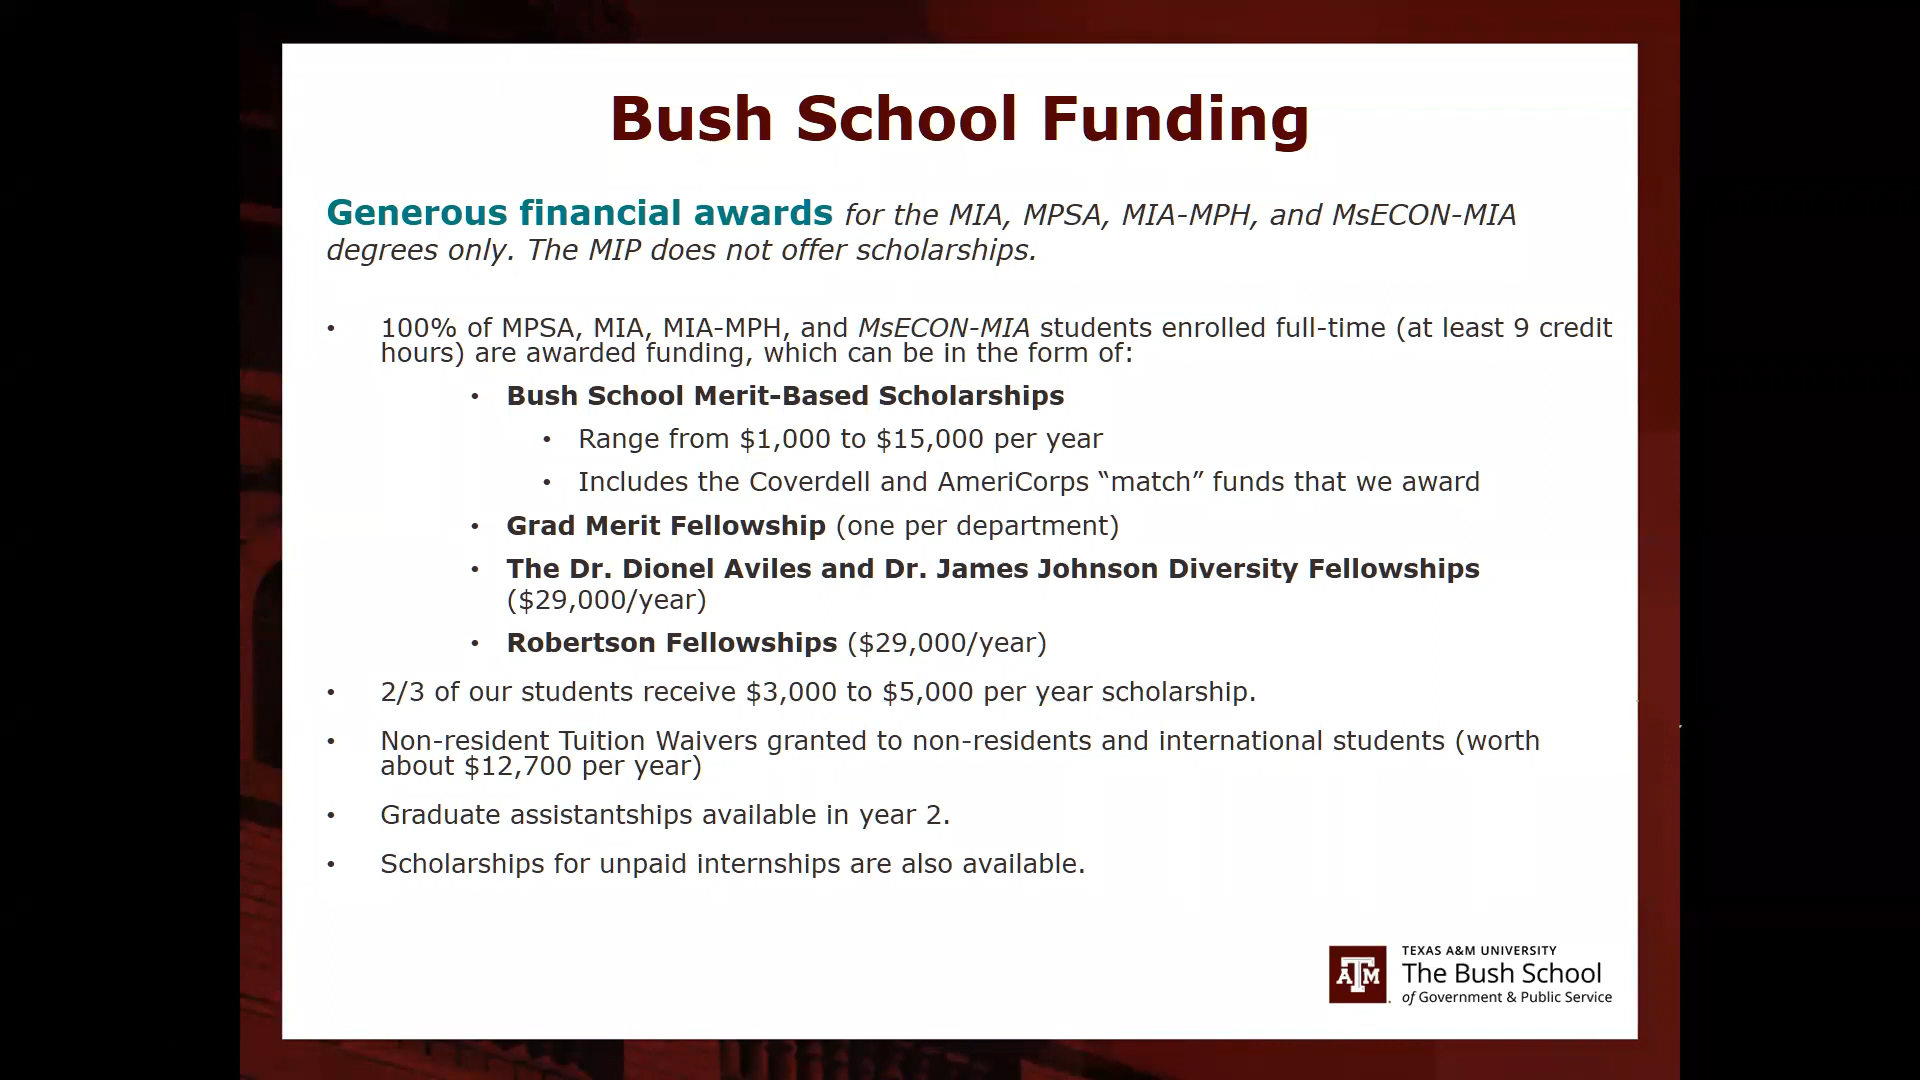 Bush School Funding
Generous financial awards for the MIA, MPSA, MIA-MPH, and MsECON-MIA
degrees only. The MIP does not offer scholarships.
• 100% of MPSA, MIA, MIA-MPH, and MsECON-MIA students enrolled full-time (at least 9 credit
hours) are awarded funding, which can be in the form of:
• Bush School Merit-Based Scholarships
• Range from $1,000 to $15,000 per year
• Includes the Coverdell and AmeriCorps “match” funds that we award
• Grad Merit Fellowship (one per department)
• The Dr. Dionel Aviles and Dr. James Johnson Diversity Fellowships
($29,000/year)
• Robertson Fellowships ($29,000/year)
• 2/3 of our students receive $3,000 to $5,000 per year scholarship.
• Non-resident Tuition Waivers granted to non-residents and international students (worth
about $12,700 per year)
• Graduate assistantships available in year 2.
• Scholarships for unpaid internships are also available.
ATM
TEXAS A&M UNIVERSITY
The Bush School
of Government & Public Service